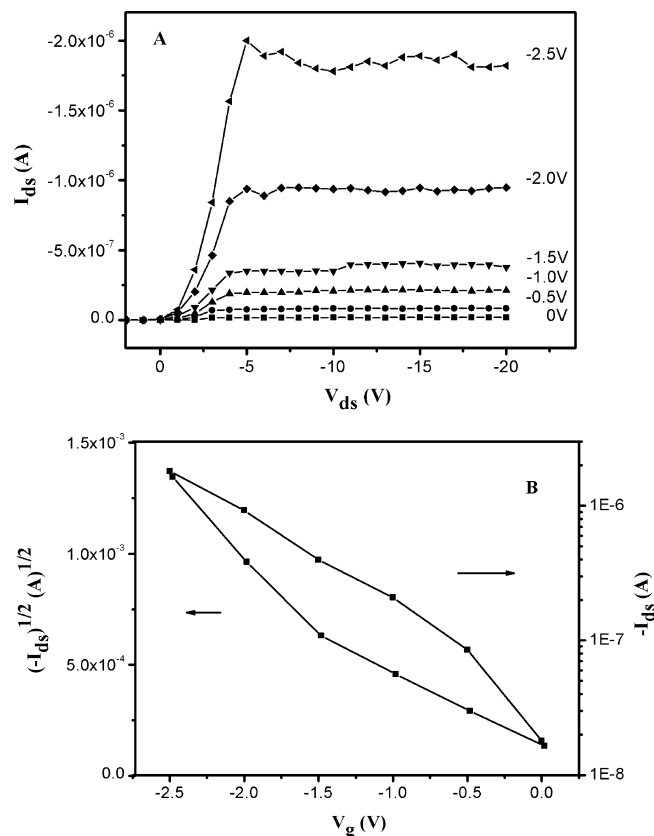 A
-2.0x10⁻⁶
-1.5x10⁻⁶
-1.0x10⁻⁶
-5.0x10⁻⁷
0.0
I_ds (A)
-2.5V
-2.0V
-1.5V
-1.0V
-0.5V
0V
0 -5 -10 -15 -20
V_ds (V)
B
1.5x10⁻³
1.0x10⁻³
5.0x10⁻⁴
0.0
(-I_ds)^1/2 (A)^1/2
1E-6
1E-7
1E-8
-I_ds (A)
-2.5 -2.0 -1.5 -1.0 -0.5 0.0
V_g (V)